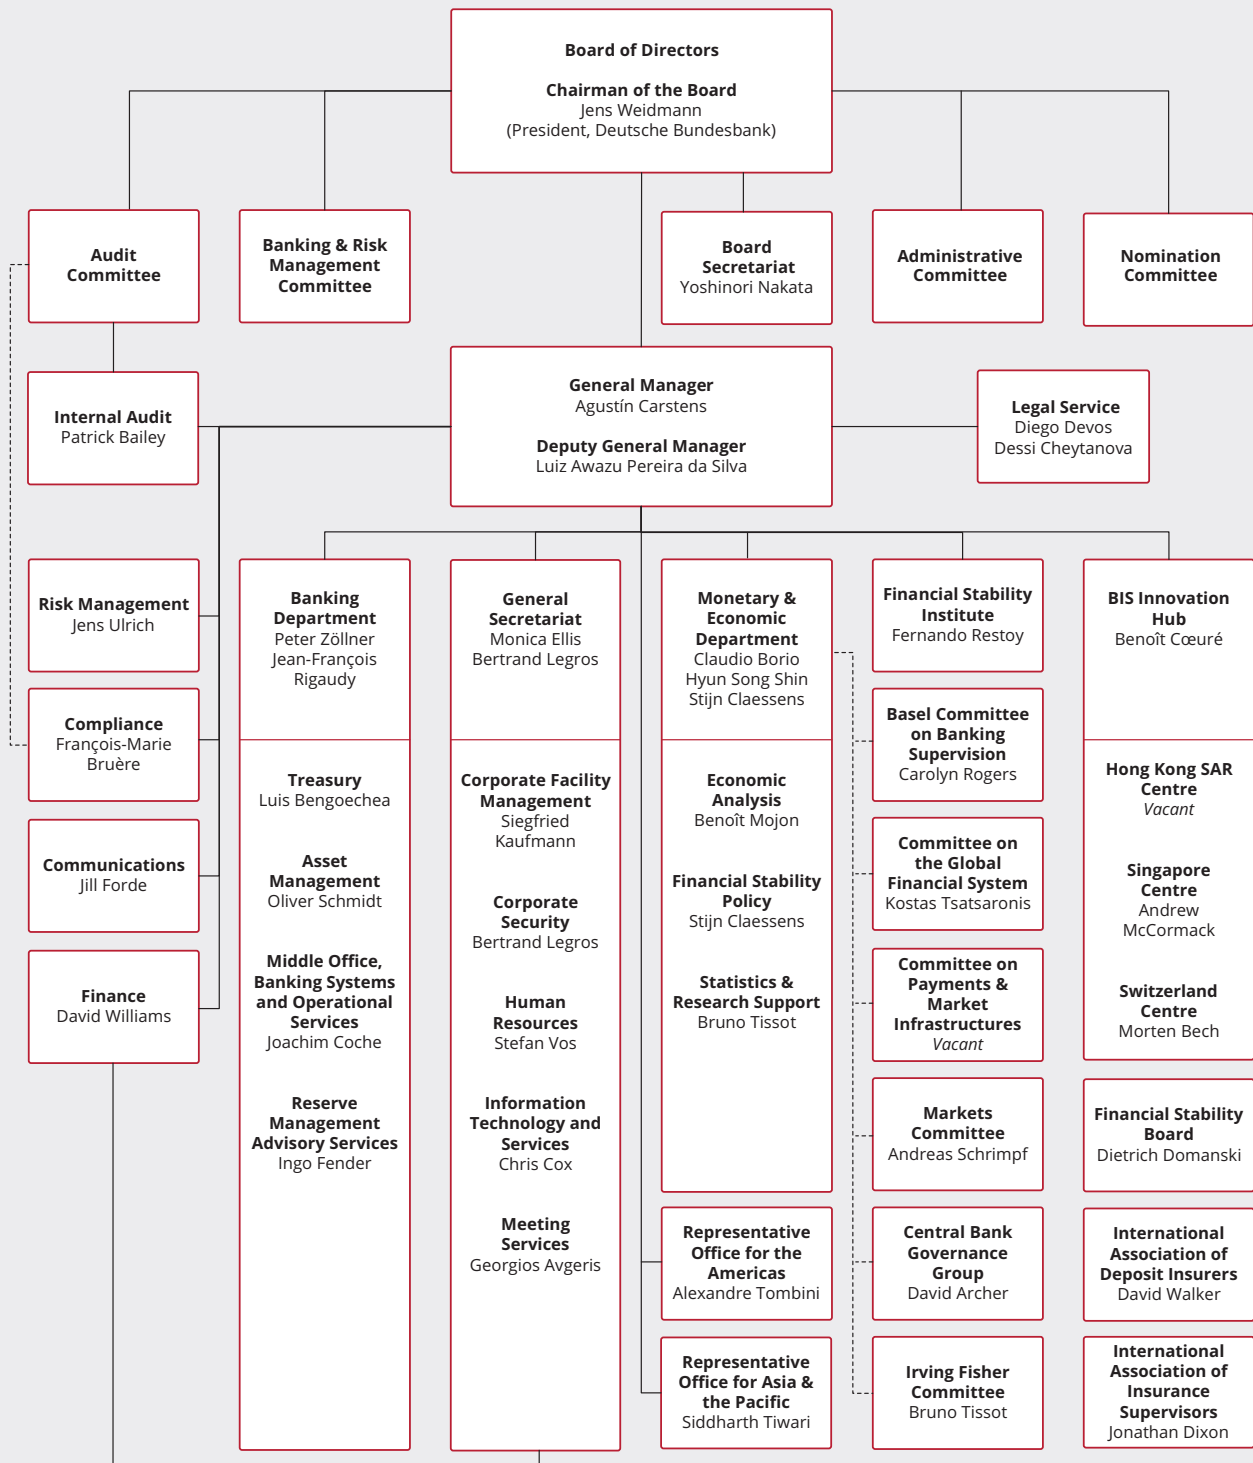 Board of Directors
Chairman of the Board
Jens Weidmann
(President, Deutsche Bundesbank)
Audit
Committee
Banking & Risk
Management
Committee
Board
Secretariat
Yoshinori Nakata
Administrative
Committee
Nomination
Committee
Internal Audit
Patrick Bailey
General Manager
Agustín Carstens
Deputy General Manager
Luiz Awazu Pereira da Silva
Legal Service
Diego Devos
Dessi Cheytanova
Risk Management
Jens Ulrich
Compliance
François-Marie
Bruère
Communications
Jill Forde
Finance
David Williams
Banking
Department
Peter Zöllner
Jean-François
Rigaudy
Treasury
Luis Bengoechea
Asset
Management
Oliver Schmidt
Middle Office,
Banking Systems
and Operational
Services
Joachim Coche
Reserve
Management
Advisory Services
Ingo Fender
General
Secretariat
Monica Ellis
Bertrand Legros
Corporate Facility
Management
Siegfried
Kaufmann
Corporate
Security
Bertrand Legros
Human
Resources
Stefan Vos
Information
Technology and
Services
Chris Cox
Meeting
Services
Georgios Avgeris
Monetary &
Economic
Department
Claudio Borio
Hyun Song Shin
Stijn Claessens
Economic
Analysis
Benoît Mojon
Financial Stability
Policy
Stijn Claessens
Statistics &
Research Support
Bruno Tissot
Representative
Office for the
Americas
Alexandre Tombini
Representative
Office for Asia &
the Pacific
Siddharth Tiwari
Financial Stability
Institute
Fernando Restoy
Basel Committee
on Banking
Supervision
Carolyn Rogers
Committee on
the Global
Financial System
Kostas Tsatsaronis
Committee on
Payments &
Market
Infrastructures
Vacant
Markets
Committee
Andreas Schrimpf
Central Bank
Governance
Group
David Archer
Irving Fisher
Committee
Bruno Tissot
BIS Innovation
Hub
Benoît Cœuré
Hong Kong SAR
Centre
Vacant
Singapore
Centre
Andrew
McCormack
Switzerland
Centre
Morten Bech
Financial Stability
Board
Dietrich Domanski
International
Association of
Deposit Insurers
David Walker
International
Association of
Insurance
Supervisors
Jonathan Dixon